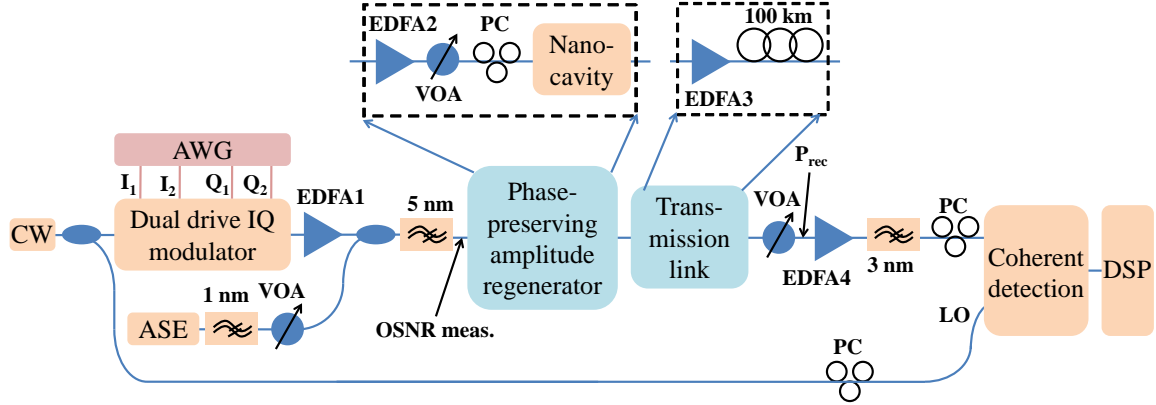 EDFA2
PC
VOA
Nano-
cavity
100 km
EDFA3
AWG
I1
I2
Q1
Q2
CW
Dual drive IQ
modulator
EDFA1
5 nm
Phase-
preserving
amplitude
regenerator
Trans-
mission
link
Prec
VOA
EDFA4
3 nm
PC
Coherent
detection
DSP
LO
ASE
1 nm
VOA
OSNR meas.
PC